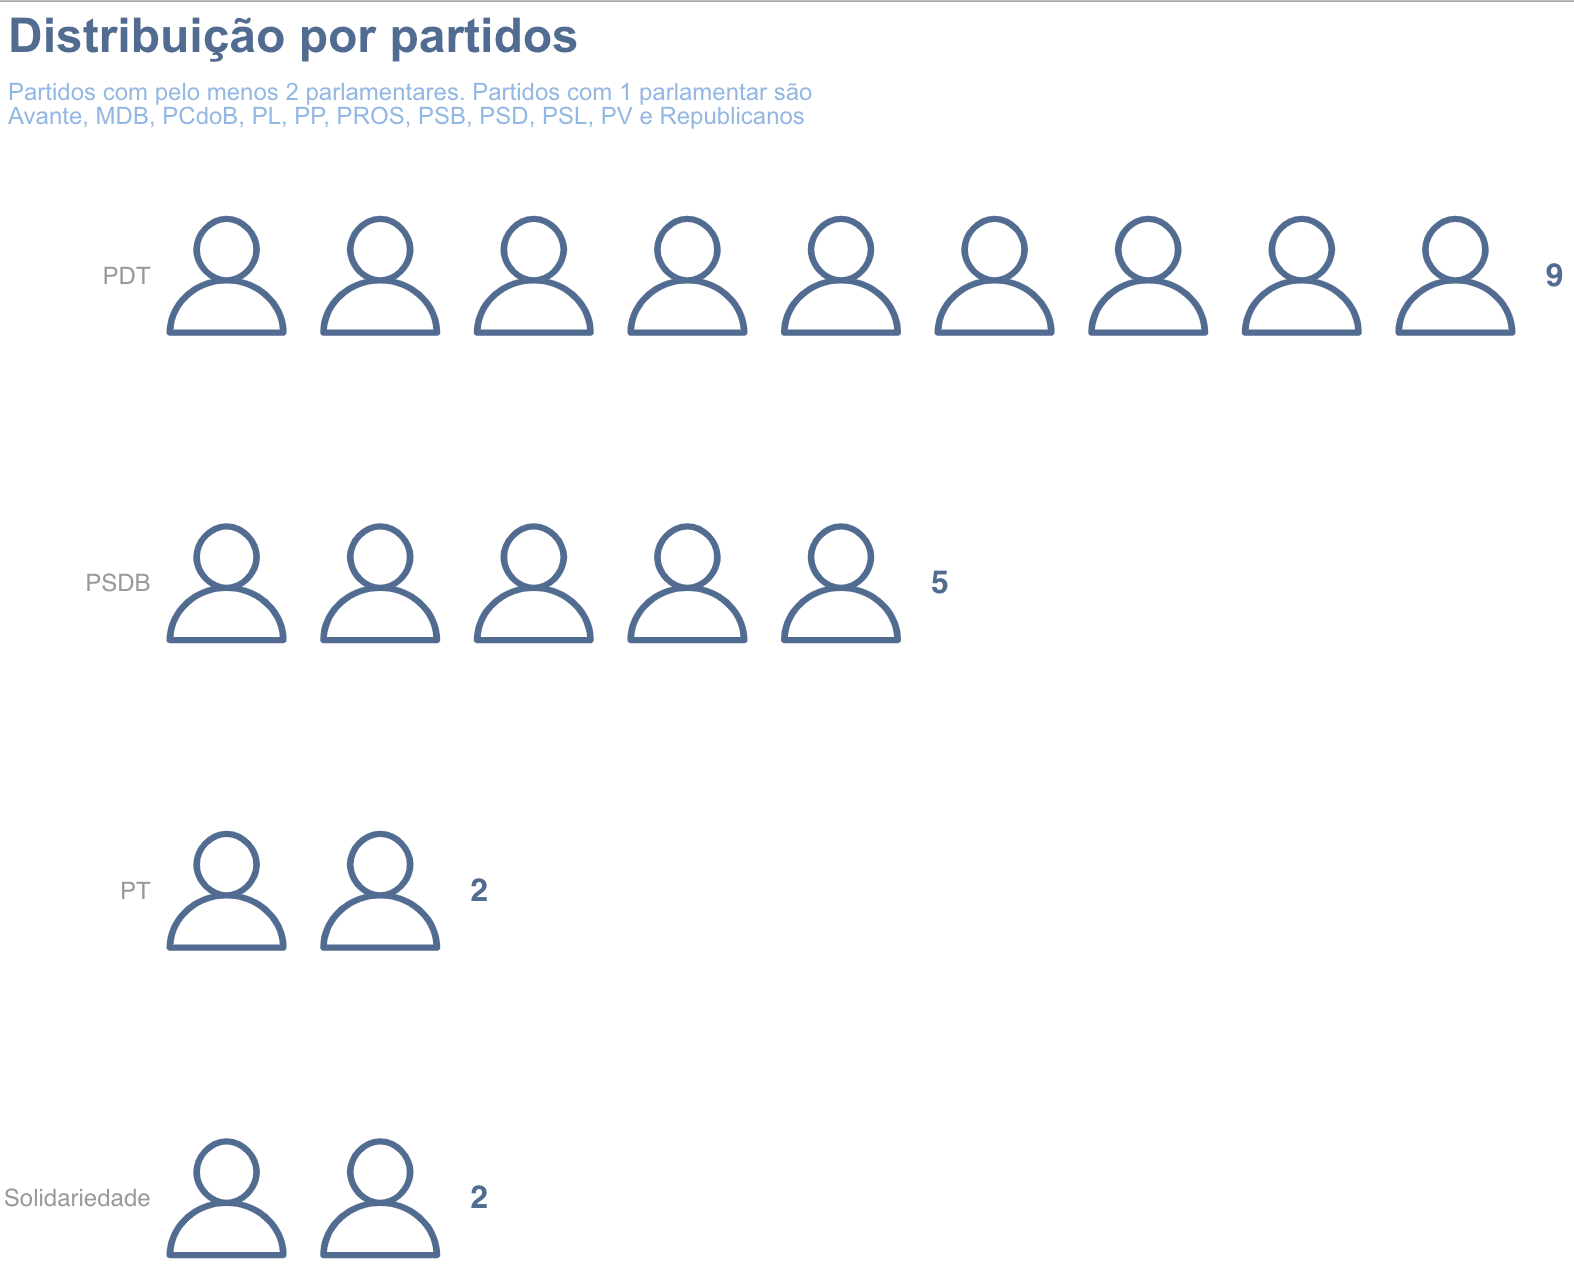 Distribuição por partidos
Partidos com pelo menos 2 parlamentares. Partidos com 1 parlamentar são
Avante, MDB, PCdoB, PL, PP, PROS, PSB, PSD, PSL, PV e Republicanos
PDT 9
PSDB 5
PT 2
Solidariedade 2